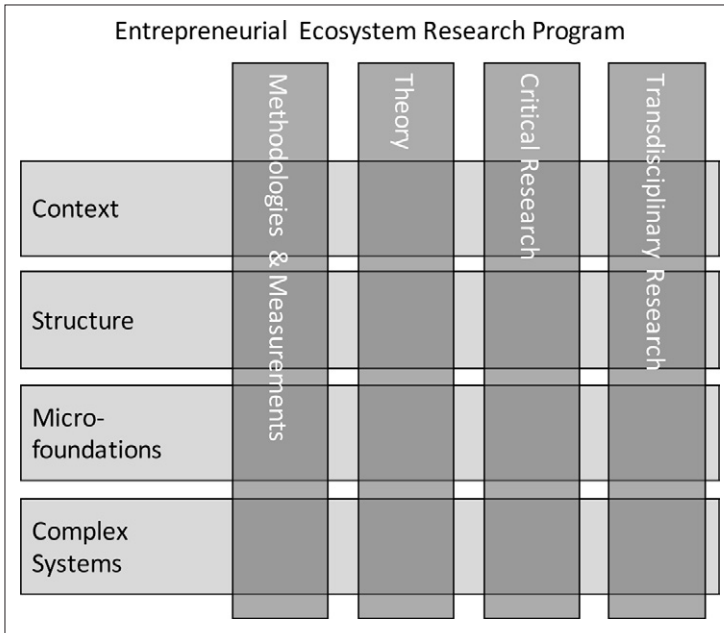 Entrepreneurial Ecosystem Research Program
Methodologies & Measurements
Theory
Critical Research
Transdisciplinary Research
Context
Structure
Micro-
foundations
Complex
Systems